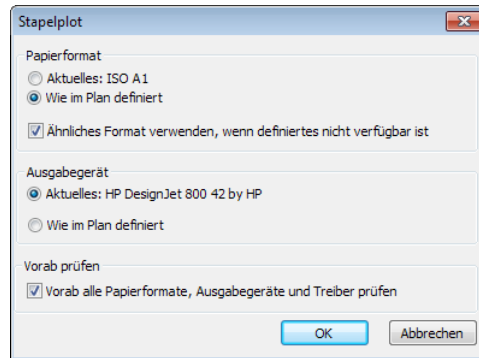 Stapelplot
Papierformat
Aktuelles: ISO A1
Wie im Plan definiert
Ähnliches Format verwenden, wenn definiertes nicht verfügbar ist
Ausgabegerät
Aktuelles: HP DesignJet 800 42 by HP
Wie im Plan definiert
Vorab prüfen
Vorab alle Papierformate, Ausgabegeräte und Treiber prüfen
OK Abbrechen